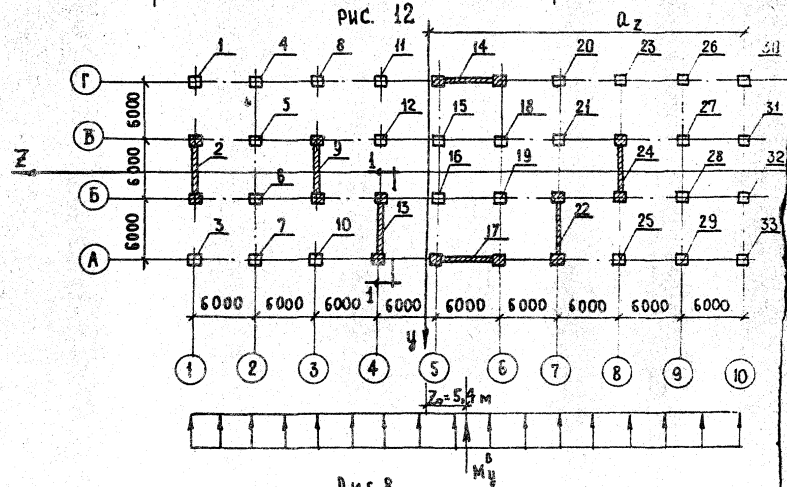 РИС. 12
a z
1 4 8 11 14 20 23 26 30
Г
6000
5 12 15 18 21 27 31
В
2 9 24
6000
z
1
6 16 19 28 32
Б
13 22
6000
3 7 10 17 25 29 33
А
1
6000 6000 6000 6000 6000 6000 6000 6000 6000
y
1 2 3 4 5 6 7 8 9 10
Z₀=5,4 м
Mᵇy
Рис 8